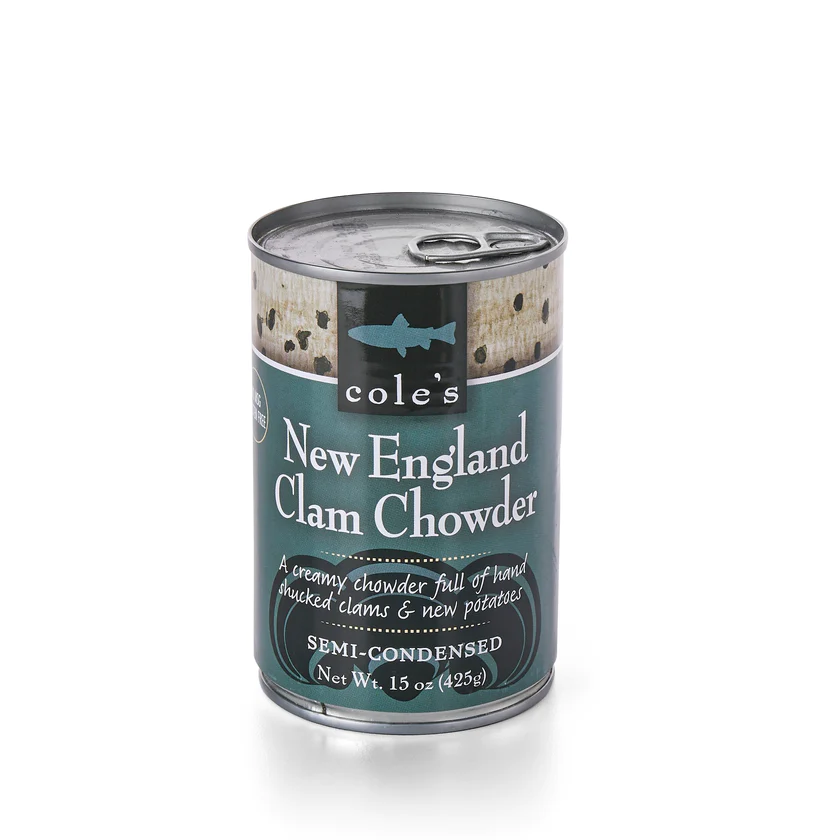 cole's
New England
Clam Chowder
A creamy chowder full of hand
shucked clams & new potatoes
SEMI-CONDENSED
Net Wt. 15 oz (425g)
FREE